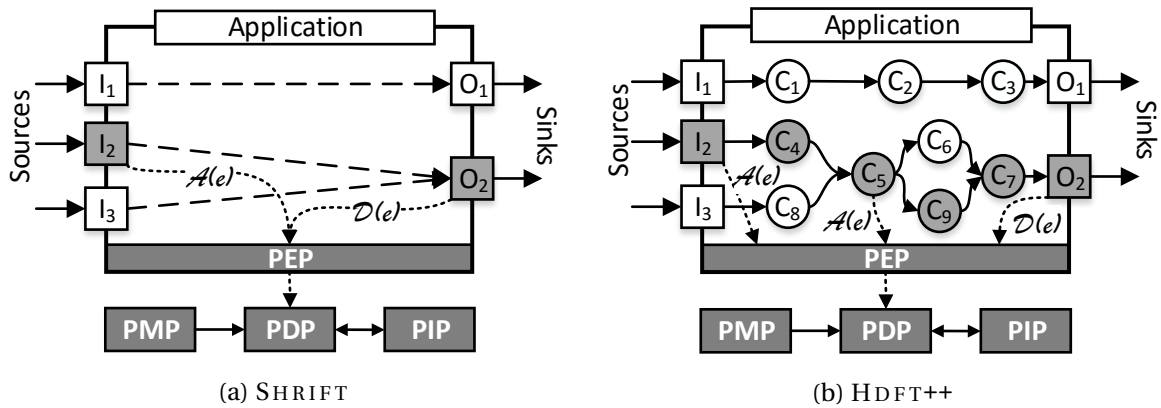 Application
Sources
I1
O1
I2
A(e)
I3
O2
D(e)
Sinks
PEP
PMP
PDP
PIP
(a) SHRIFT
Application
Sources
I1
C1
C2
C3
O1
I2
C4
C6
A(e)
C5
C7
O2
I3
C8
A(e)
C9
D(e)
Sinks
PEP
PMP
PDP
PIP
(b) HDFT++